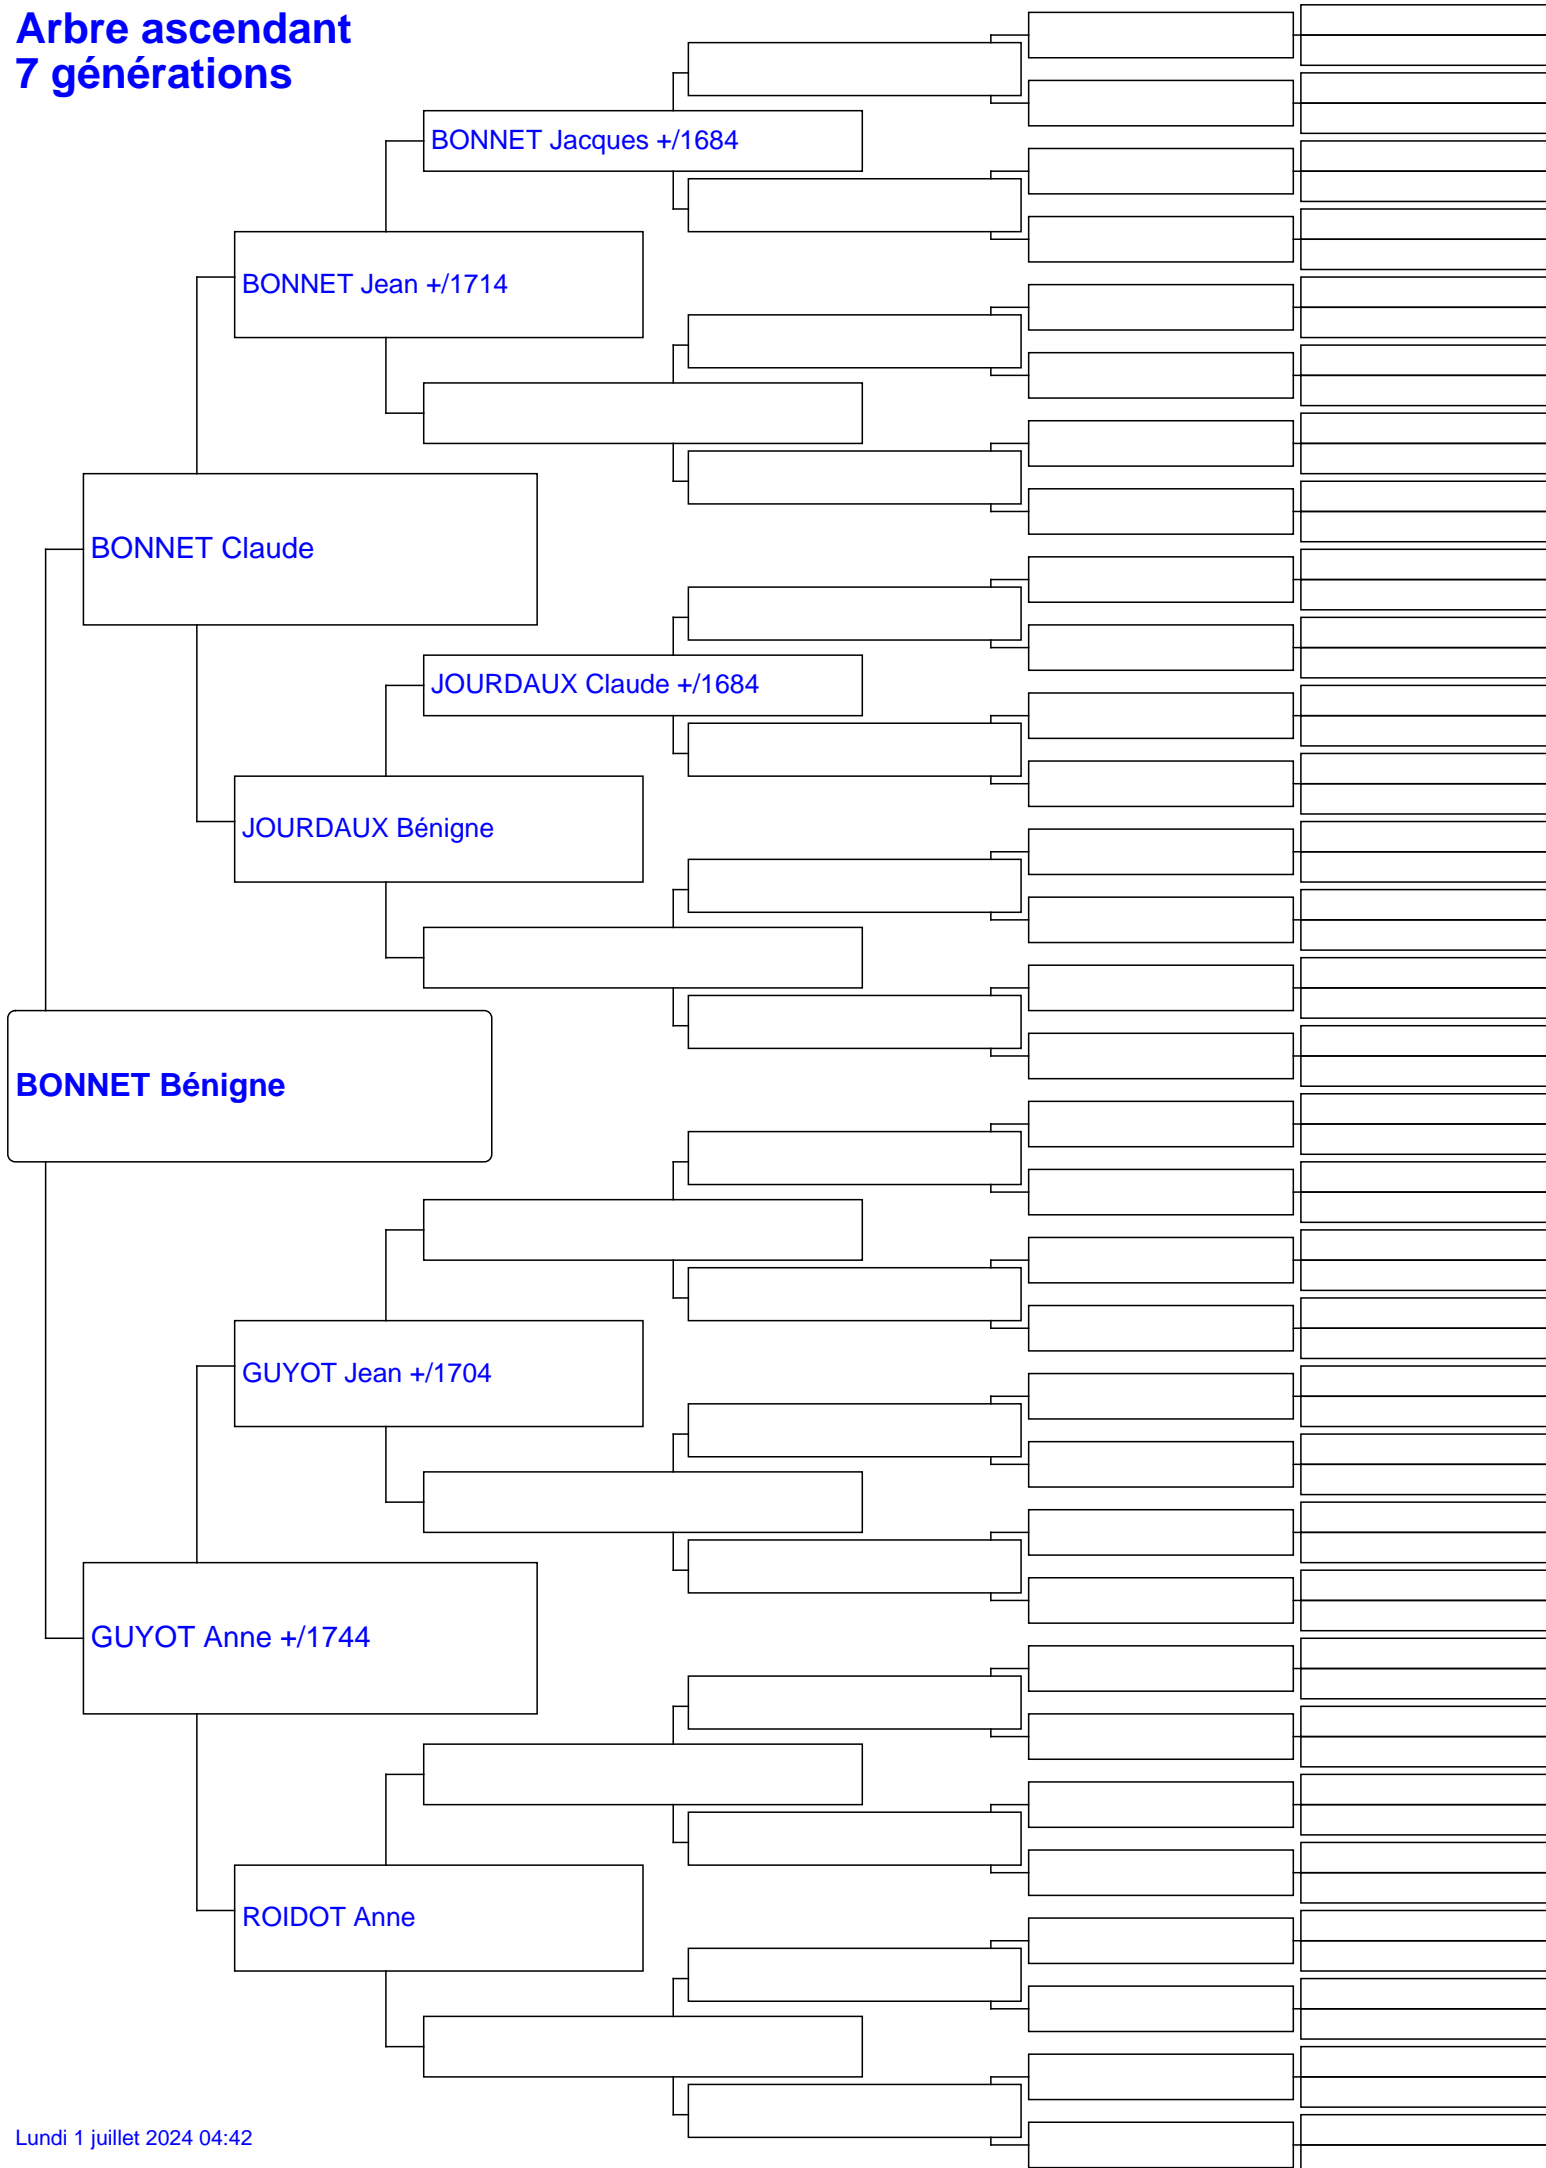 Arbre ascendant
7 générations
BONNET Jacques +/1684
BONNET Jean +/1714
BONNET Claude
JOURDAUX Claude +/1684
JOURDAUX Bénigne
BONNET Bénigne
GUYOT Jean +/1704
GUYOT Anne +/1744
ROIDOT Anne
Lundi 1 juillet 2024 04:42